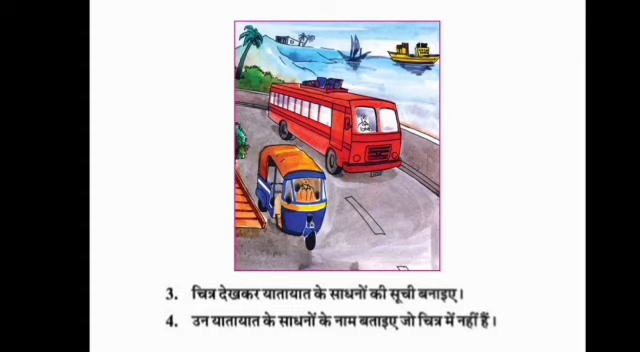 3. चित्र देखकर यातायात के साधनों की सूची बनाइए।
4. उन यातायात के साधनों के नाम बताइए जो चित्र में नहीं हैं।